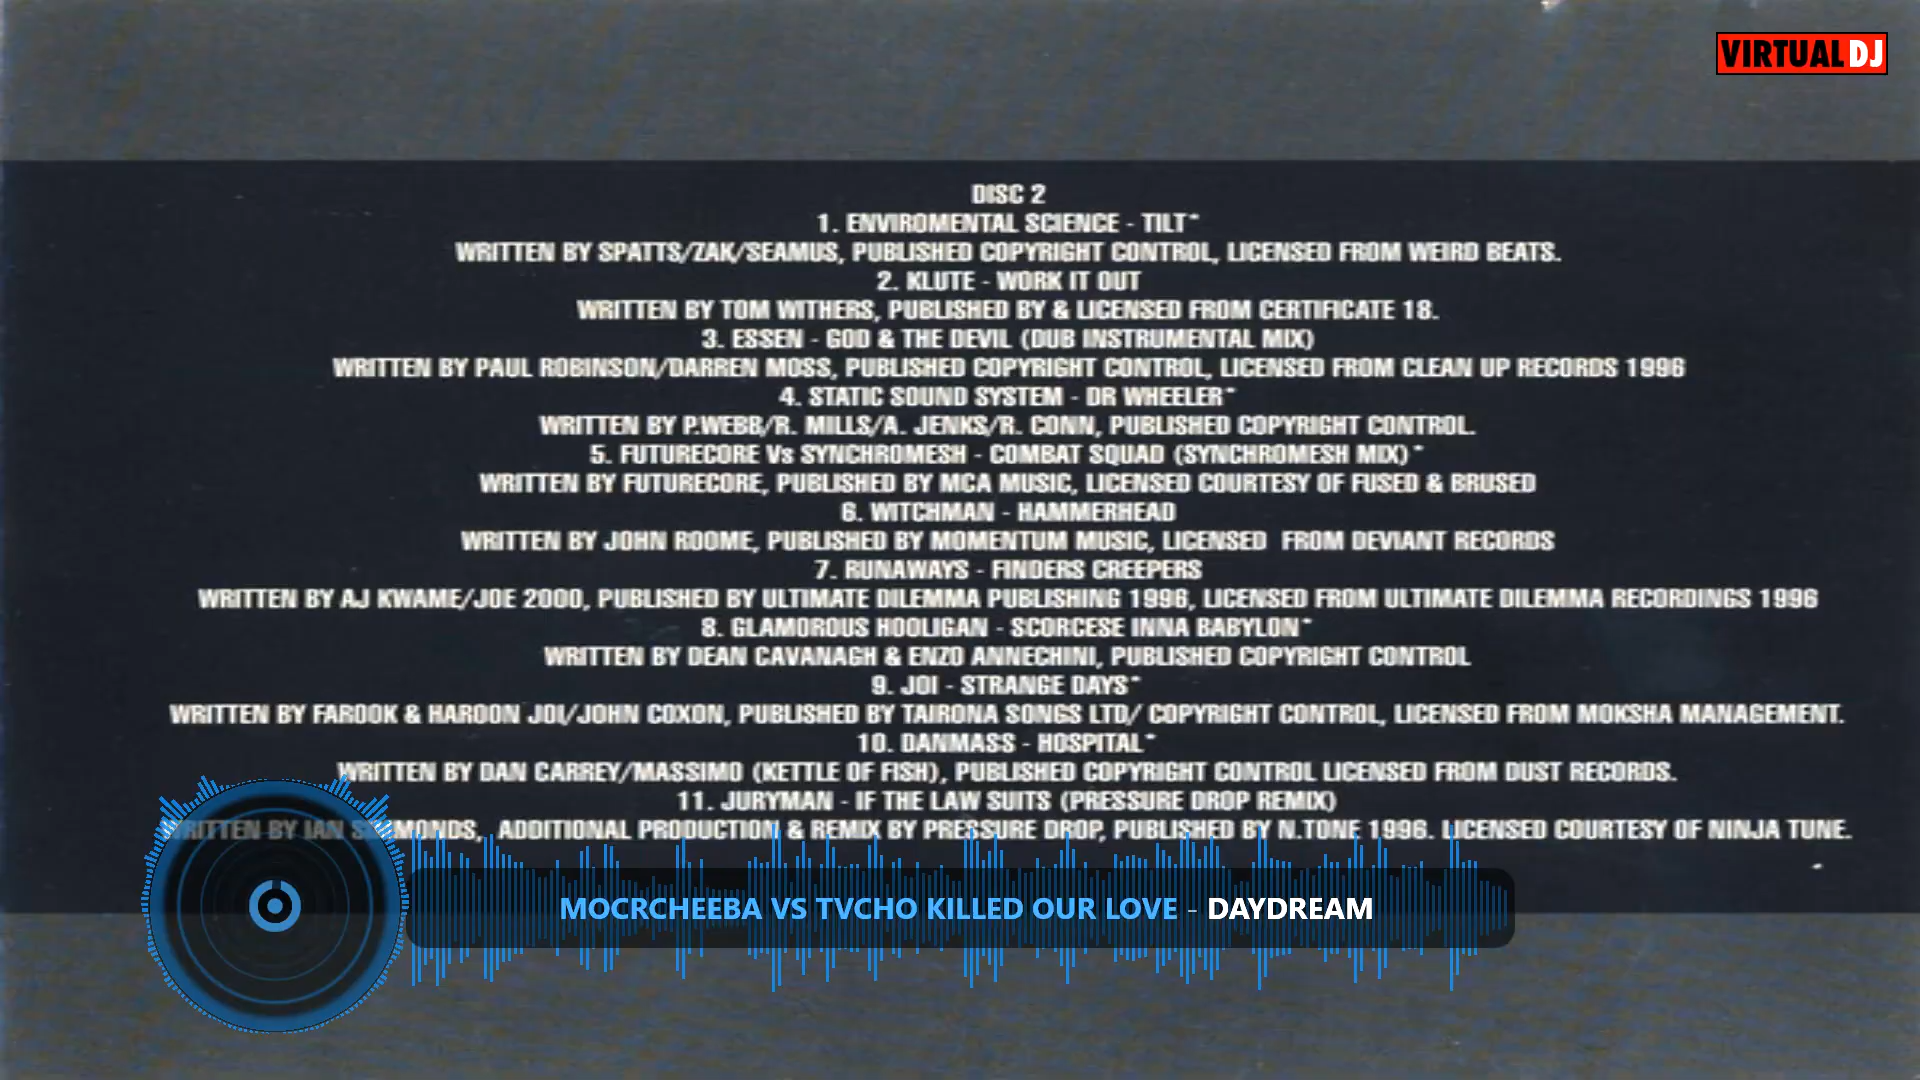 VIRTUAL DJ
DISC 2
1. ENVIROMENTAL SCIENCE - TILT*
WRITTEN BY SPATTS/ZAK/SEAMUS, PUBLISHED COPYRIGHT CONTROL, LICENSED FROM WEIRD BEATS.
2. KLUTE - WORK IT OUT
WRITTEN BY TOM WITHERS, PUBLISHED BY & LICENSED FROM CERTIFICATE 18.
3. ESSEN - GOD & THE DEVIL (DUB INSTRUMENTAL MIX)
WRITTEN BY PAUL ROBINSON/DARREN MOSS, PUBLISHED COPYRIGHT CONTROL, LICENSED FROM CLEAN UP RECORDS 1996
4. STATIC SOUND SYSTEM - DR WHEELER*
WRITTEN BY P.WEBB/R. MILLS/A. JENKS/R. CONN, PUBLISHED COPYRIGHT CONTROL.
5. FUTURECORE Vs SYNCHROMESH - COMBAT SQUAD (SYNCHROMESH MIX)*
WRITTEN BY FUTURECORE, PUBLISHED BY MCA MUSIC, LICENSED COURTESY OF FUSED & BRUSED
6. WITCHMAN - HAMMERHEAD
WRITTEN BY JOHN ROOME, PUBLISHED BY MOMENTUM MUSIC, LICENSED FROM DEVIANT RECORDS
7. RUNAWAYS - FINDERS CREEPERS
WRITTEN BY AJ KWAME/JOE 2000, PUBLISHED BY ULTIMATE DILEMMA PUBLISHING 1996, LICENSED FROM ULTIMATE DILEMMA RECORDINGS 1996
8. GLAMOROUS HOOLIGAN - SCORCESE INNA BABYLON*
WRITTEN BY DEAN CAVANAGH & ENZO ANNECHINI, PUBLISHED COPYRIGHT CONTROL
9. JOI - STRANGE DAYS*
WRITTEN BY FAROOK & HAROON JOI/JOHN COXON, PUBLISHED BY TAIRONA SONGS LTD/ COPYRIGHT CONTROL, LICENSED FROM MOKSHA MANAGEMENT.
10. DANMASS - HOSPITAL*
WRITTEN BY DAN CARREY/MASSIMO (KETTLE OF FISH), PUBLISHED COPYRIGHT CONTROL LICENSED FROM DUST RECORDS.
11. JURYMAN - IF THE LAW SUITS (PRESSURE DROP REMIX)
WRITTEN BY IAN ADDITIONAL PRODUCTION & REMIX BY PRESSURE DROP, PUBLISHED BY N.TONE 1996. LICENSED COURTESY OF NINJA TUNE.
MOCRCHEEBA VS TVCHO KILLED OUR LOVE - DAYDREAM